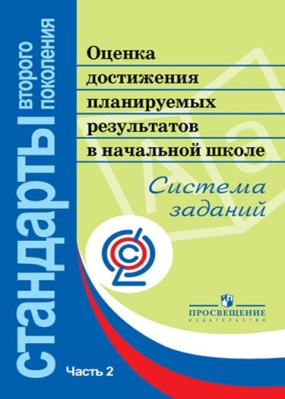 стандарты
второго
поколения
Оценка
достижения
планируемых
результатов
в начальной школе
Система
заданий
ПРОСВЕЩЕНИЕ
ИЗДАТЕЛЬСТВО
Часть 2